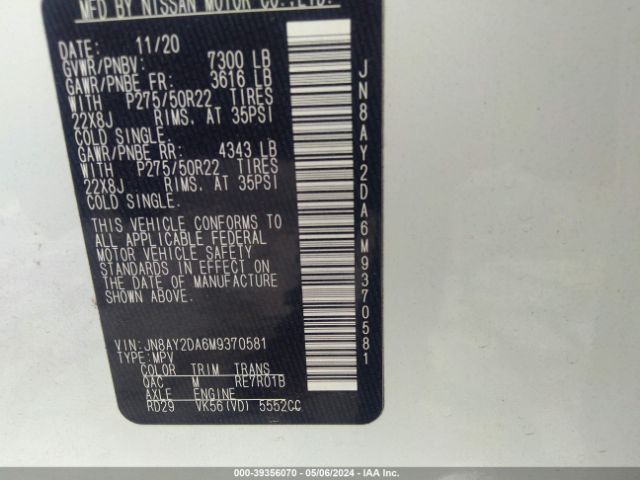 MFD BY NISSAN MOTOR CO.,LTD.
DATE: 11/20
GVWR/PNBV: 7300 LB
GAWR/PNBE FR: 3616 LB
WITH P275/50R22 TIRES
22X8J RIMS. AT 35PSI
COLD SINGLE.
GAWR/PNBE RR: 4343 LB
WITH P275/50R22 TIRES
22X8J RIMS. AT 35PSI
COLD SINGLE.
THIS VEHICLE CONFORMS TO
ALL APPLICABLE FEDERAL
MOTOR VEHICLE SAFETY
STANDARDS IN EFFECT ON
THE DATE OF MANUFACTURE
SHOWN ABOVE.
VIN:JN8AY2DA6M9370581
TYPE:MPV
COLOR TRIM TRANS
QAC M RE7R01B
AXLE ENGINE
RD29 VK56(VD) 5552CC
JN8AY2DA6M9370581
000-39356070 - 05/06/2024 - IAA Inc.